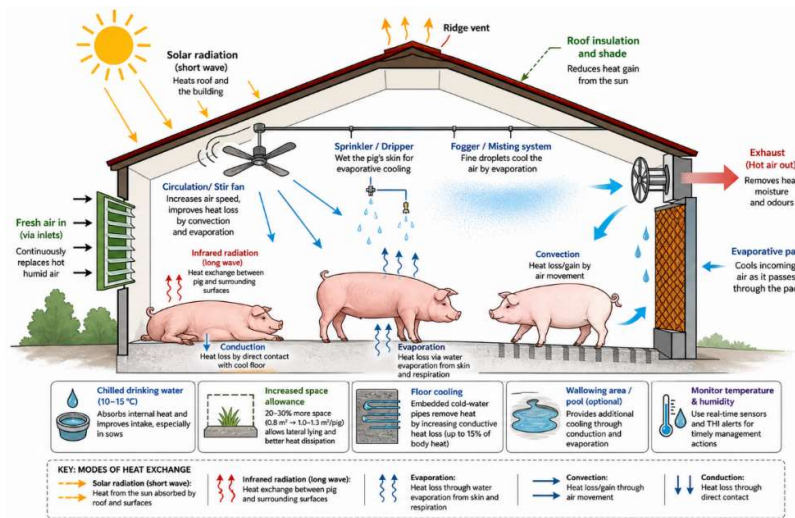 Ridge vent
Solar radiation
(short wave)
Heats roof and
the building
Roof insulation
and shade
Reduces heat gain
from the sun
Sprinkler / Dripper
Wet the pig's skin for
evaporative cooling
Fogger / Misting system
Fine droplets cool the
air by evaporation
Exhaust
(Hot air out)
Removes hea
moisture
and odours
Circulation/ Stir fan
Increases air speed,
improves heat loss
by convection
and evaporation
Fresh air in
(via inlets)
Continuously
replaces hot
humid air
Infrared radiation
(long wave)
Heat exchange between
pig and surrounding
surfaces
Convection
Heat loss/gain by
air movement
Evaporative pa
Cools incoming
air as it passes
through the pad
Conduction
Heat loss by direct contact
with cool floor
Evaporation
Heat loss via water
evaporation from skin
and respiration
Chilled drinking water
(10–15 °C)
Absorbs internal heat and
improves intake, especially
in sows
Increased space
allowance
20–30% more space
(0.8 m² → 1.0–1.3 m²/pig)
allows lateral lying and
better heat dissipation
Floor cooling
Embedded cold-water
pipes remove heat
by increasing conductive
heat loss (up to 15% of
body heat)
Wallowing area /
pool (optional)
Provides additional
cooling through
conduction and
evaporation
Monitor temperature
& humidity
Use real-time sensors
and THI alerts for
timely management
actions
KEY: MODES OF HEAT EXCHANGE
Solar radiation (short wave):
Heat from the sun absorbed by
roof and surfaces
Infrared radiation (long wave):
Heat exchange between pig
and surrounding surfaces
Evaporation:
Heat loss through water
evaporation from skin and
respiration
Convection:
Heat loss/gain through
air movement
Conduction:
Heat loss through
direct contact